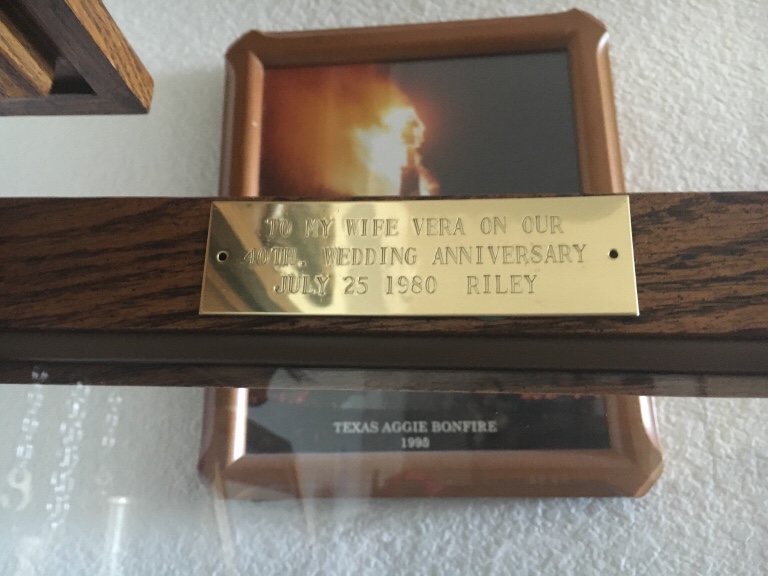 TO MY WIFE VERA ON OUR
40TH. WEDDING ANNIVERSARY
JULY 25 1980 RILEY
TEXAS AGGIE BONFIRE
1995